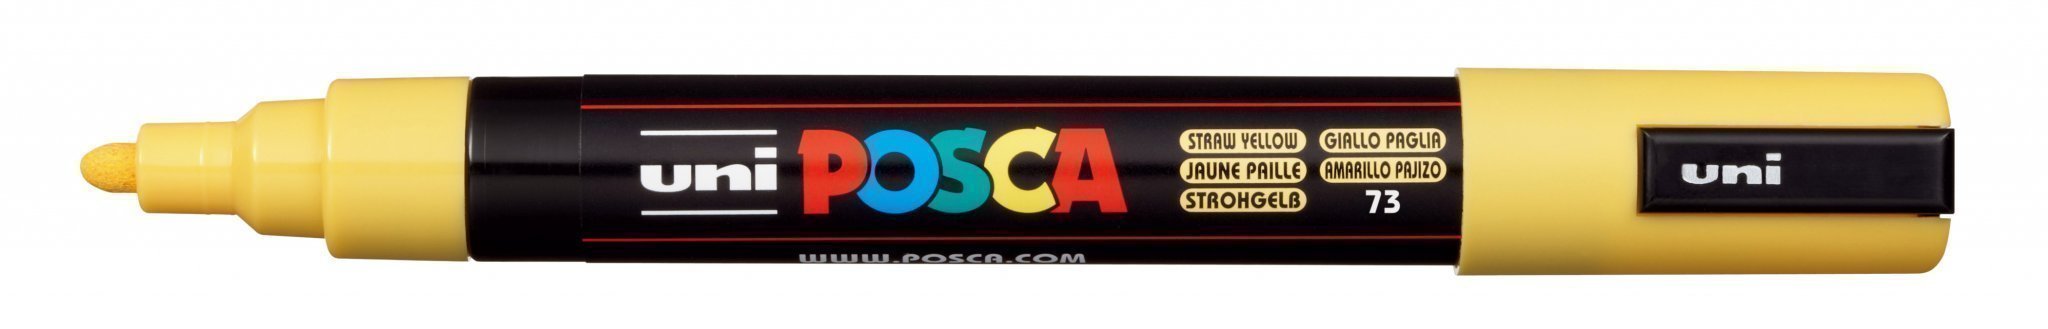 uni POSCA
STRAW YELLOW
JAUNE PAILLE
STROHGELB
GIALLO PAGLIA
AMARILLO PAJIZO
73
WWW.POSCA.COM
uni